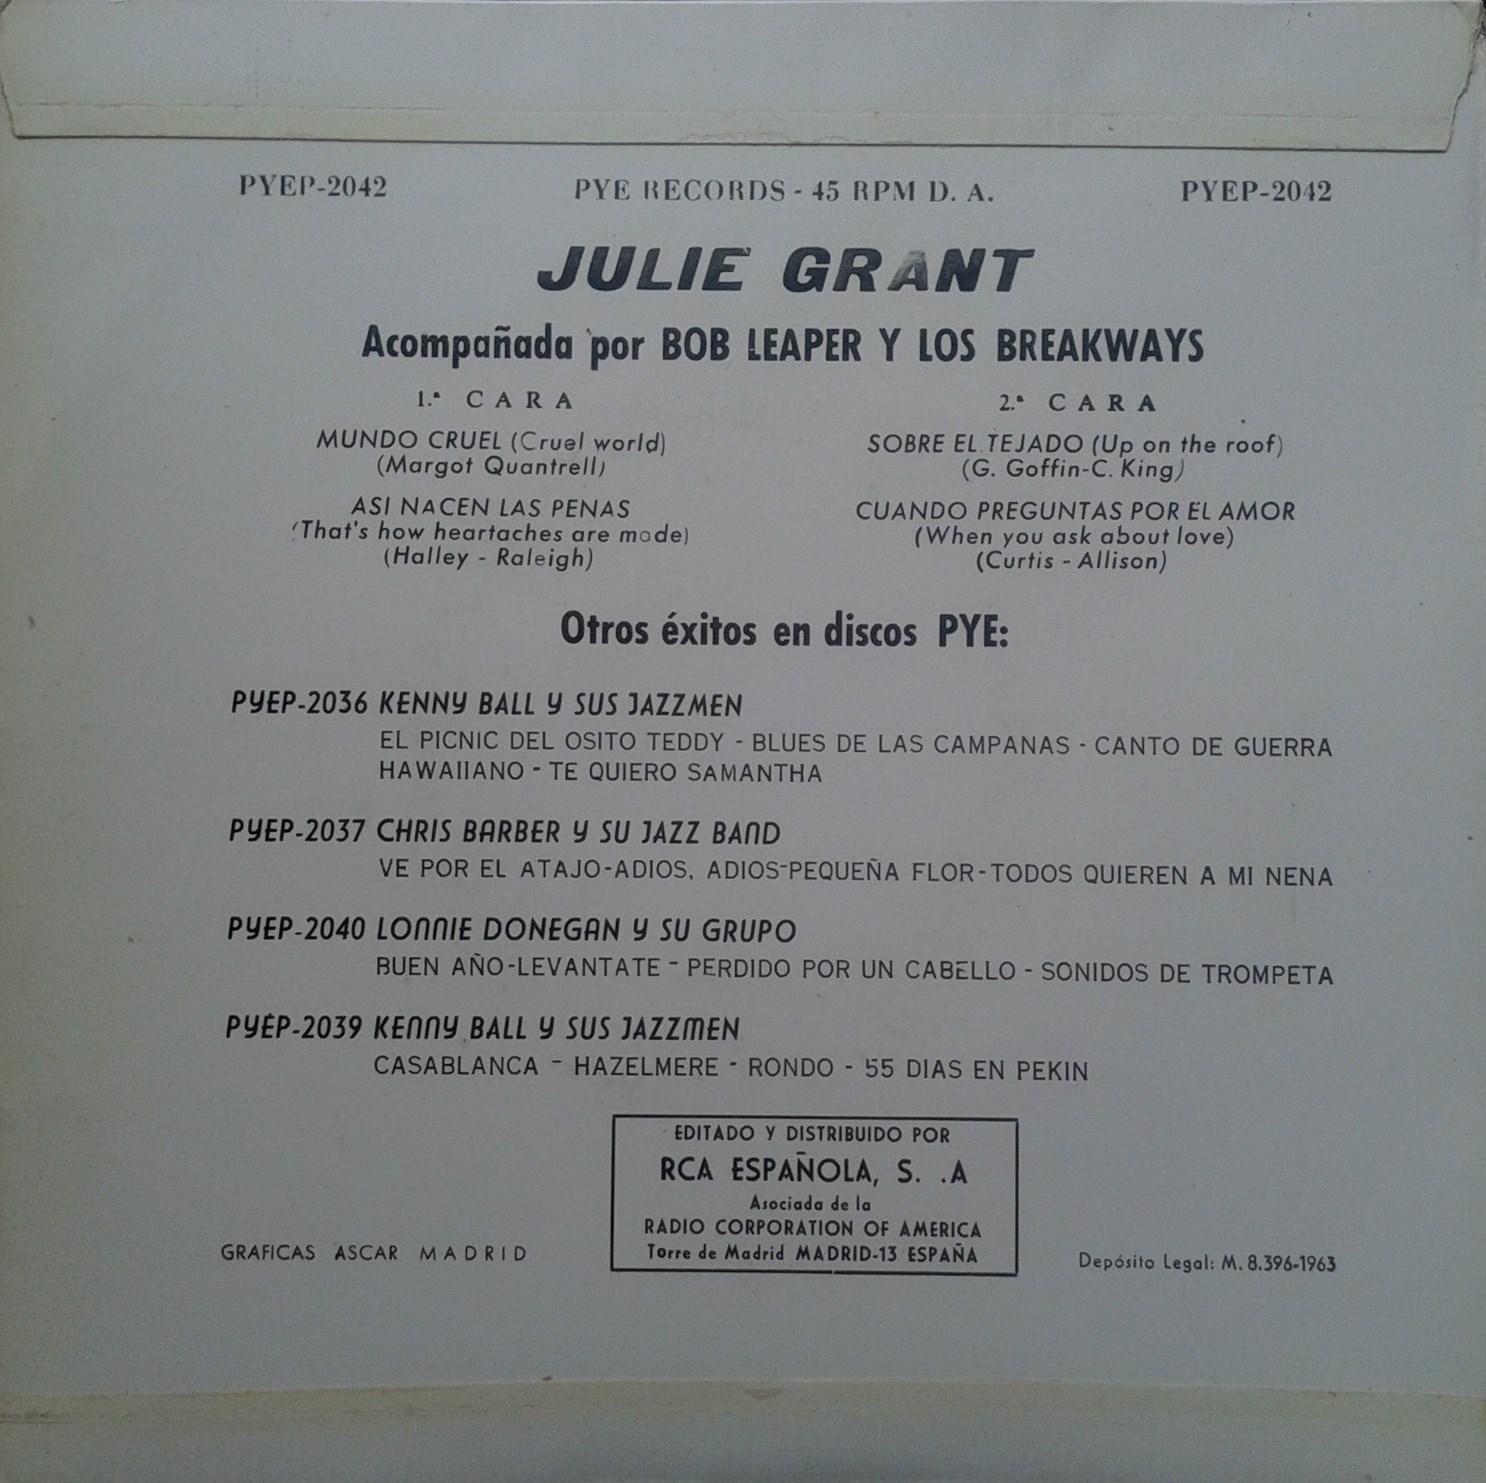 PYEP-2042 PYE RECORDS - 45 RPM D. A. PYEP-2042
JULIE GRANT
Acompañada por BOB LEAPER Y LOS BREAKWAYS
1.ª CARA
MUNDO CRUEL (Cruel world)
(Margot Quantrell)
ASI NACEN LAS PENAS
(That's how heartaches are made)
(Halley - Raleigh)
2.ª CARA
SOBRE EL TEJADO (Up on the roof)
(G. Goffin-C. King)
CUANDO PREGUNTAS POR EL AMOR
(When you ask about love)
(Curtis - Allison)
Otros éxitos en discos PYE:
PYEP-2036 KENNY BALL Y SUS JAZZMEN
EL PICNIC DEL OSITO TEDDY - BLUES DE LAS CAMPANAS - CANTO DE GUERRA
HAWAIIANO - TE QUIERO SAMANTHA
PYEP-2037 CHRIS BARBER Y SU JAZZ BAND
VE POR EL ATAJO-ADIOS, ADIOS-PEQUEÑA FLOR-TODOS QUIEREN A MI NENA
PYEP-2040 LONNIE DONEGAN Y SU GRUPO
BUEN AÑO-LEVANTATE - PERDIDO POR UN CABELLO - SONIDOS DE TROMPETA
PYEP-2039 KENNY BALL Y SUS JAZZMEN
CASABLANCA - HAZELMERE - RONDO - 55 DIAS EN PEKIN
EDITADO Y DISTRIBUIDO POR
RCA ESPAÑOLA, S. .A
Asociada de la
RADIO CORPORATION OF AMERICA
Torre de Madrid MADRID-13 ESPAÑA
GRAFICAS ASCAR MADRID
Depósito Legal: M. 8.396-1963